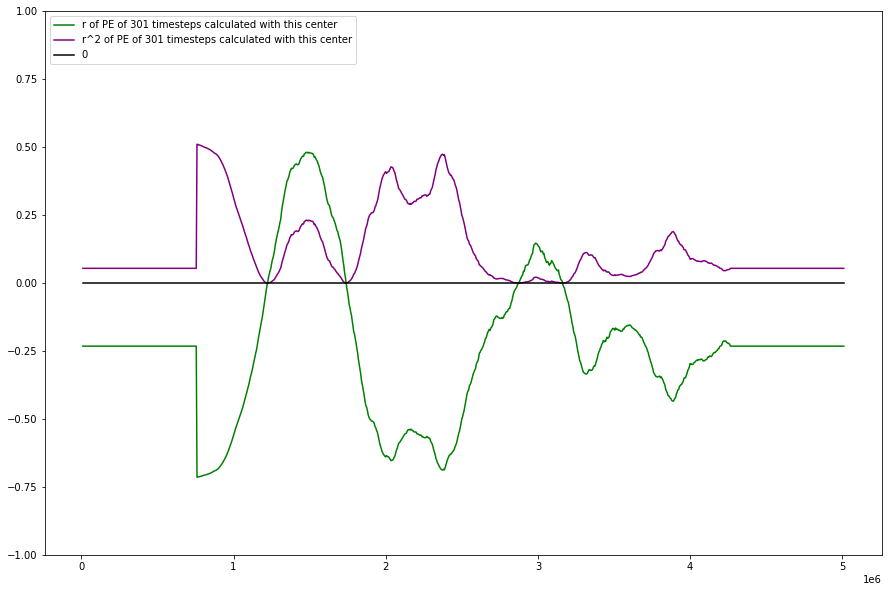 r of PE of 301 timesteps calculated with this center
r^2 of PE of 301 timesteps calculated with this center
0
1.00
0.75
0.50
0.25
0.00
−0.25
−0.50
−0.75
−1.00
0 1 2 3 4 5
1e6